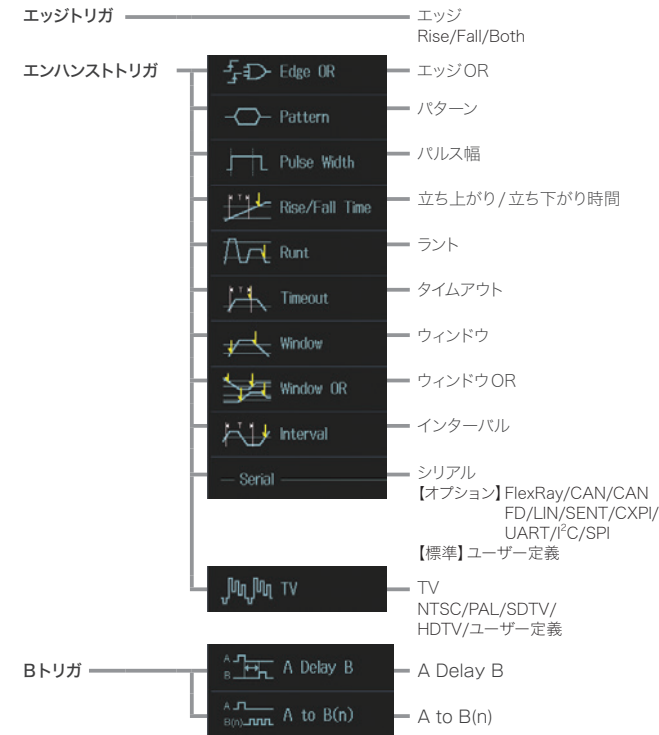 エッジトリガ
エッジ
Rise/Fall/Both
エンハンストトリガ
Edge OR
エッジOR
Pattern
パターン
Pulse Width
パルス幅
Rise/Fall Time
立ち上がり/立ち下がり時間
Runt
ラント
Timeout
タイムアウト
Window
ウィンドウ
Window OR
ウィンドウOR
Interval
インターバル
Serial
シリアル
【オプション】FlexRay/CAN/CAN
FD/LIN/SENT/CXPI/
UART/I²C/SPI
【標準】ユーザー定義
TV
TV
NTSC/PAL/SDTV/
HDTV/ユーザー定義
Bトリガ
A
B
A Delay B
A Delay B
A
B(n)
A to B(n)
A to B(n)